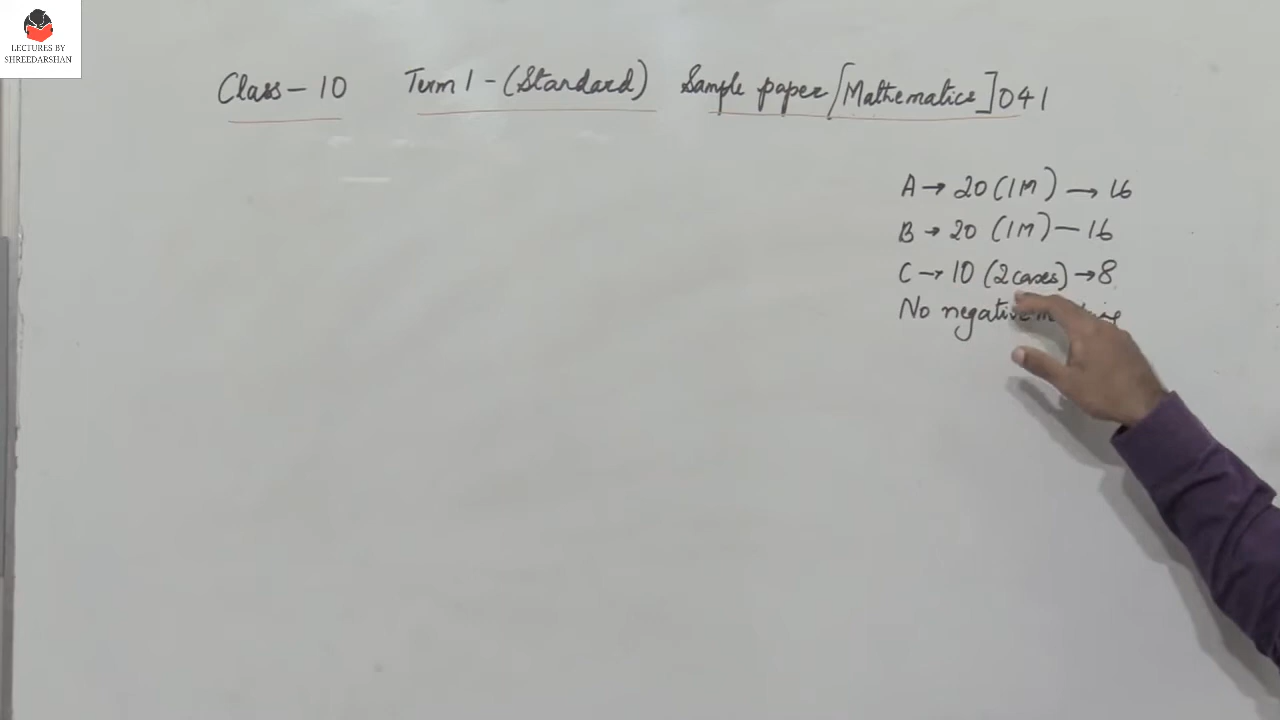 LECTURES BY
SHREEDARSHAN
Class - 10 Term 1 - (Standard) Sample paper [Mathematics] 041
A → 20 (1M) → 16
B → 20 (1M) — 16
C → 10 (2 cases) → 8
No negative